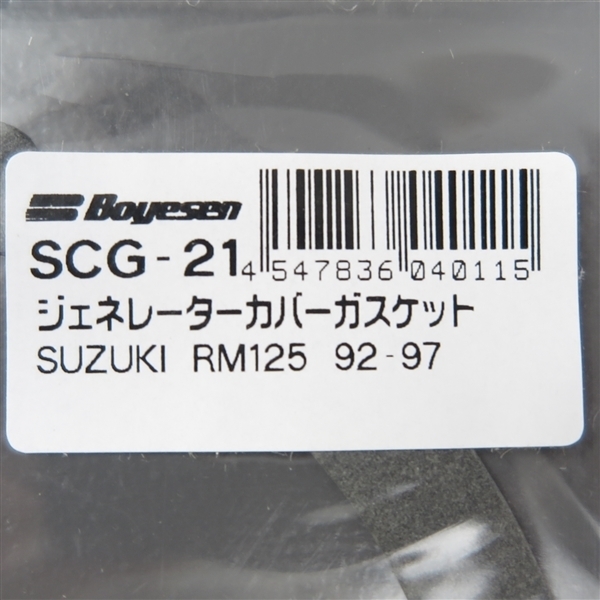 Boyesen
SCG-21
4 547836 040115
ジェネレーターカバーガスケット
SUZUKI RM125 92-97